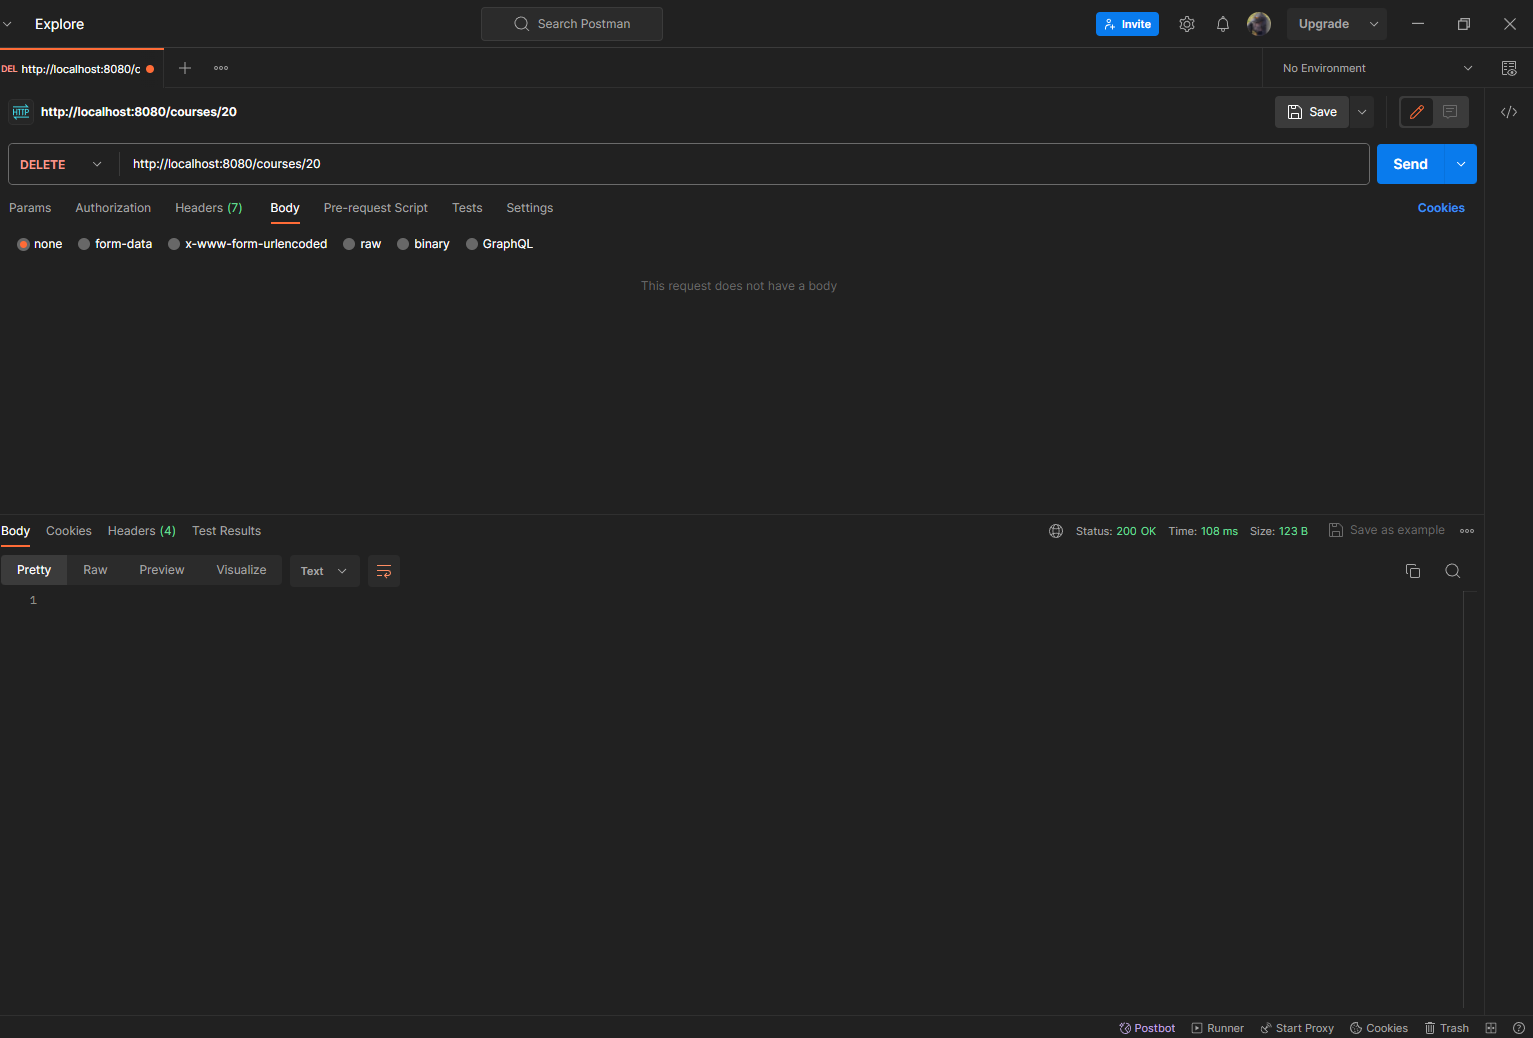 Explore
Search Postman
Invite
Upgrade
DEL http://localhost:8080/c
No Environment
HTTP http://localhost:8080/courses/20
Save
DELETE http://localhost:8080/courses/20
Send
Params Authorization Headers (7) Body Pre-request Script Tests Settings Cookies
none form-data x-www-form-urlencoded raw binary GraphQL
This request does not have a body
Body Cookies Headers (4) Test Results Status: 200 OK Time: 108 ms Size: 123 B Save as example
Pretty Raw Preview Visualize Text
1
Postbot Runner Start Proxy Cookies Trash